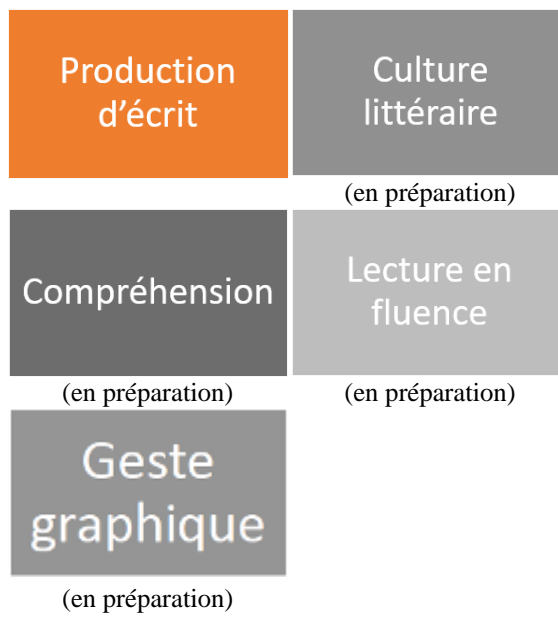 Production
d'écrit
Culture
littéraire
(en préparation)
Compréhension
(en préparation)
Lecture en
fluence
(en préparation)
Geste
graphique
(en préparation)